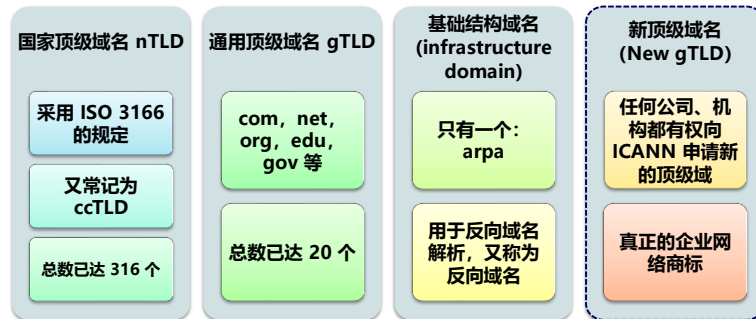 国家顶级域名 nTLD
采用 ISO 3166
的规定
又常记为
ccTLD
总数已达 316 个
通用顶级域名 gTLD
com，net，
org，edu，
gov 等
总数已达 20 个
基础结构域名
(infrastructure
domain)
只有一个：
arpa
用于反向域名
解析，又称为
反向域名
新顶级域名
(New gTLD)
任何公司、机
构都有权向
ICANN 申请新
的顶级域
真正的企业网
络商标